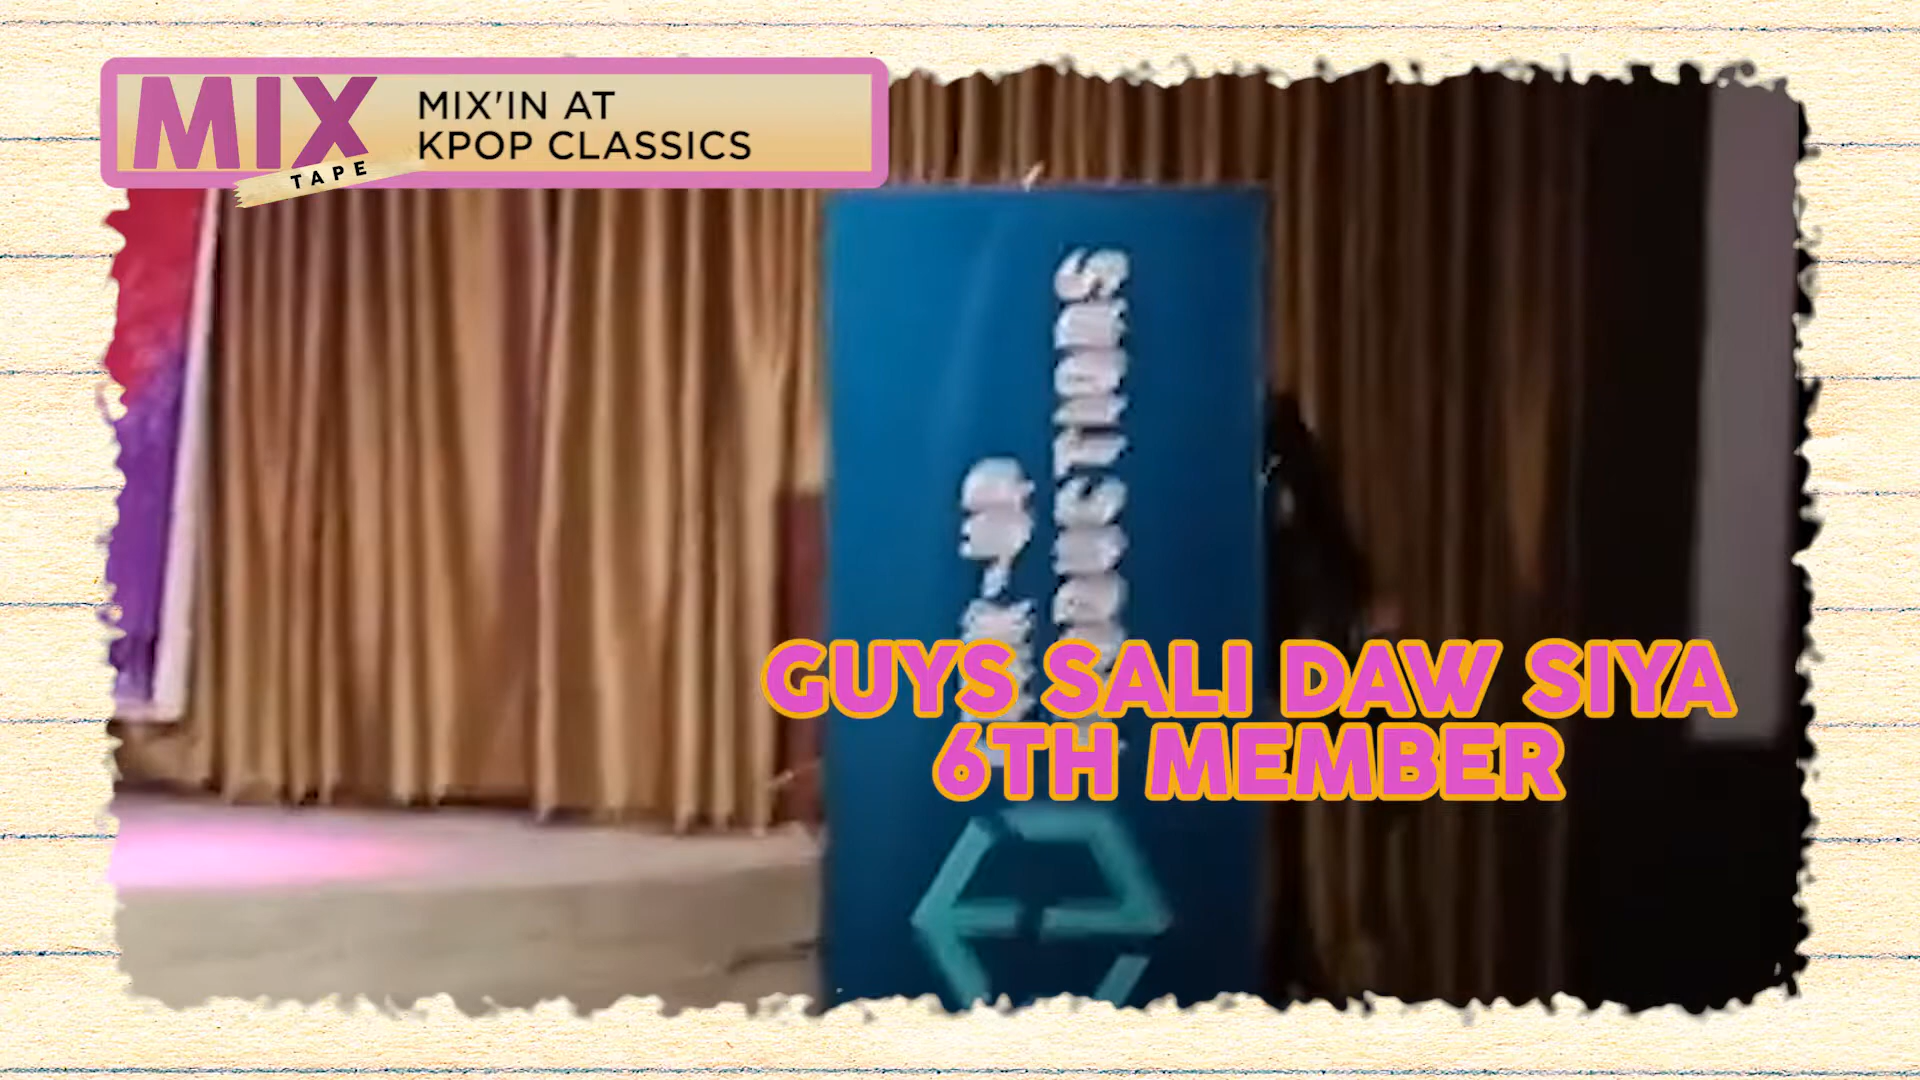 MIX
TAPE
MIX'IN AT
KPOP CLASSICS
GUYS SALI DAW SIYA
6TH MEMBER